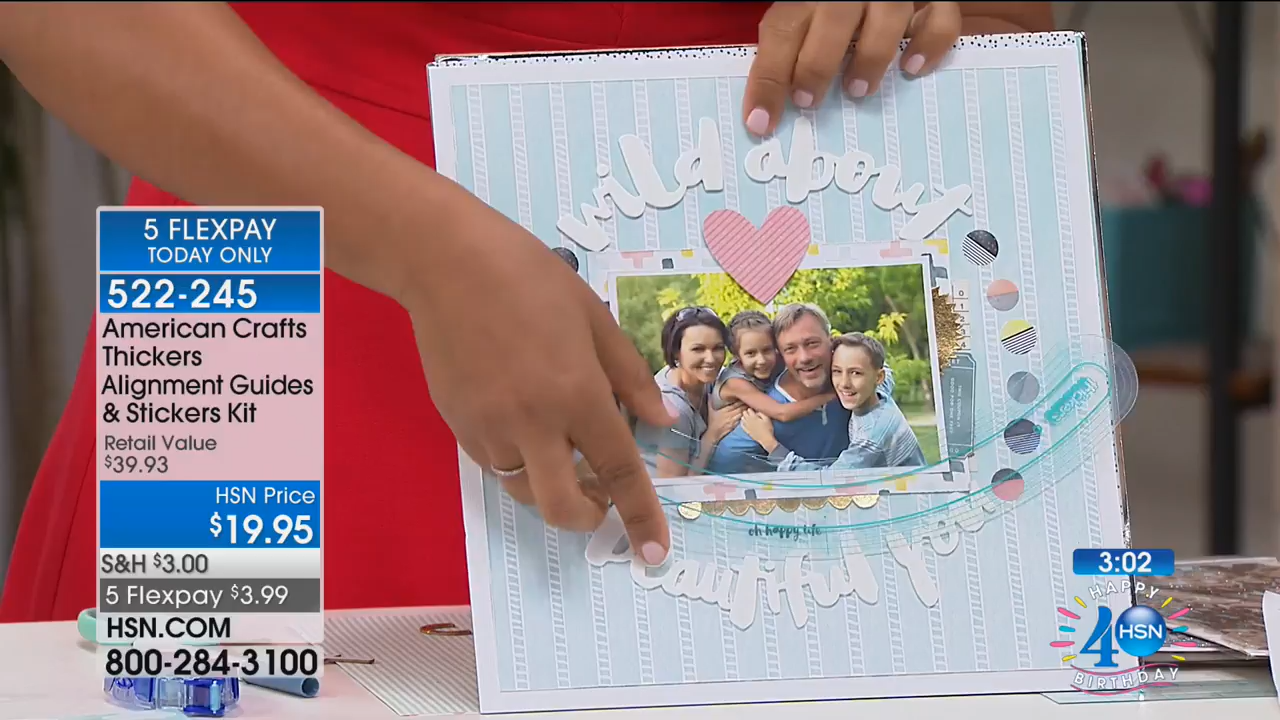 5 FLEXPAY
TODAY ONLY
522-245
American Crafts
Thickers
Alignment Guides
& Stickers Kit
Retail Value
$39.93
HSN Price
$19.95
S&H $3.00
5 Flexpay $3.99
HSN.COM
800-284-3100
wild about
oh happy life
beautiful you
3:02
HAPPY
40
HSN
BIRTHDAY